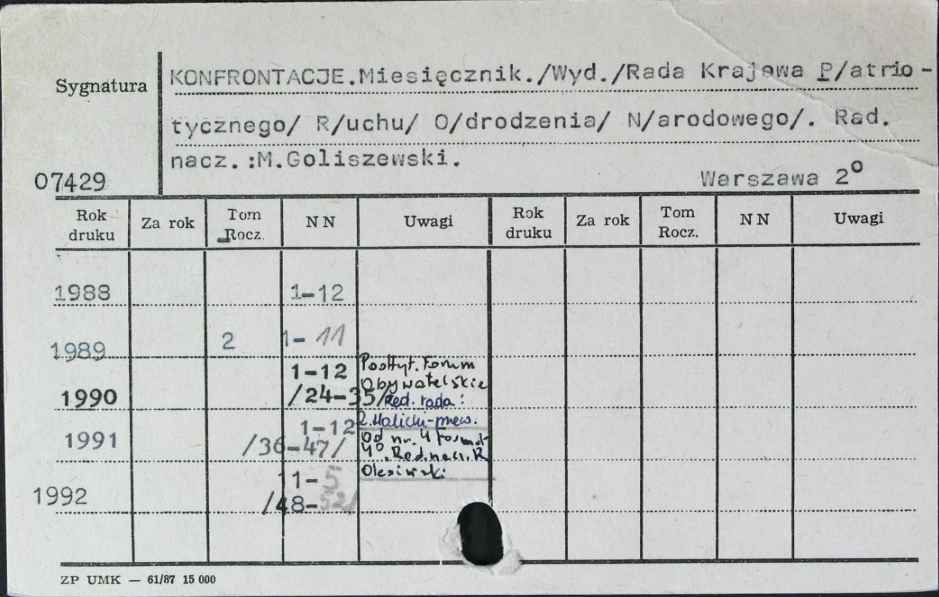 Sygnatura
KONFRONTACJE.Miesięcznik./Wyd./Rada Krajowa P/atrio-
tycznego/ R/uchu/ O/drodzenia/ N/arodowego/. Rad.
nacz.:M.Goliszewski.
07429
Warszawa 2°
Rok druku Za rok Tom Rocz. NN Uwagi Rok druku Za rok Tom Rocz. NN Uwagi
1988 1-12
1989 2 1-11
1990 1-12 /24-35/
Podtyt. Forum
Obywatelskie
Red. rada:
1991 1-12 /36-47/
Od nr. 4 format
4°. Red. nacz. R
Olesiński
1992 1-5 /48-52/
ZP UMK — 61/87 15 000